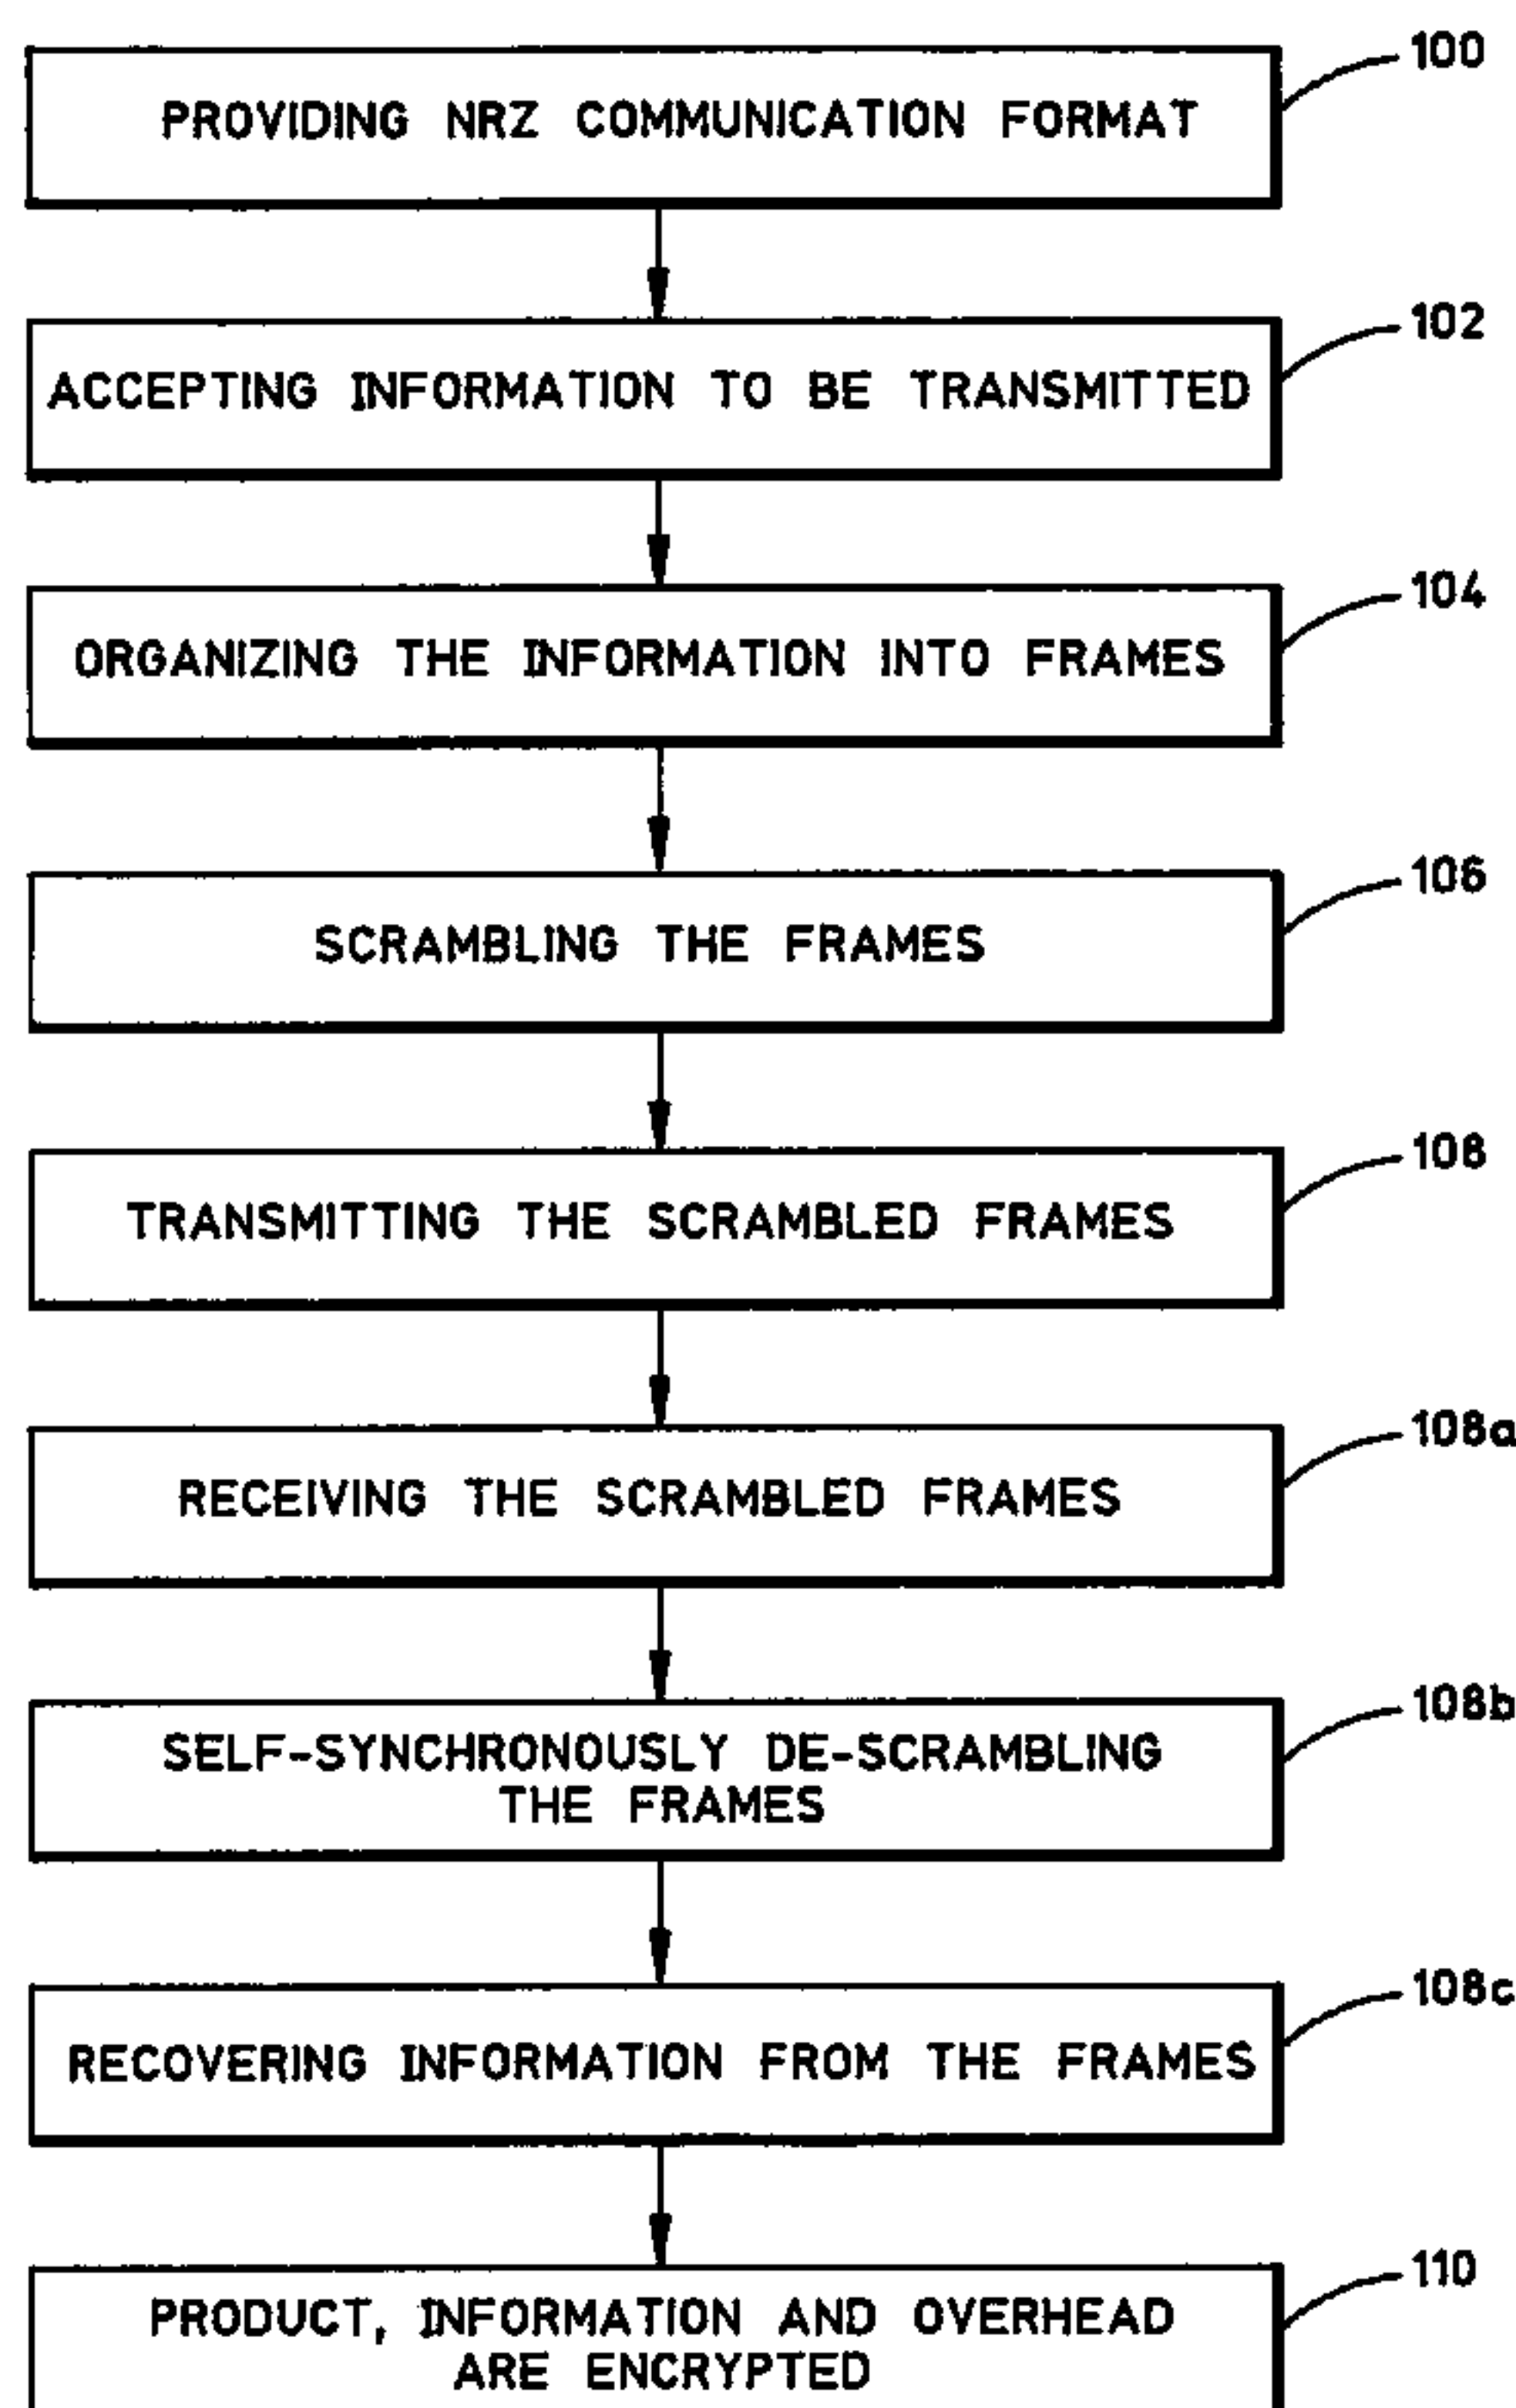 100
PROVIDING NRZ COMMUNICATION FORMAT
102
ACCEPTING INFORMATION TO BE TRANSMITTED
104
ORGANIZING THE INFORMATION INTO FRAMES
106
SCRAMBLING THE FRAMES
108
TRANSMITTING THE SCRAMBLED FRAMES
108a
RECEIVING THE SCRAMBLED FRAMES
108b
SELF-SYNCHRONOUSLY DE-SCRAMBLING
THE FRAMES
108c
RECOVERING INFORMATION FROM THE FRAMES
110
PRODUCT, INFORMATION AND OVERHEAD
ARE ENCRYPTED